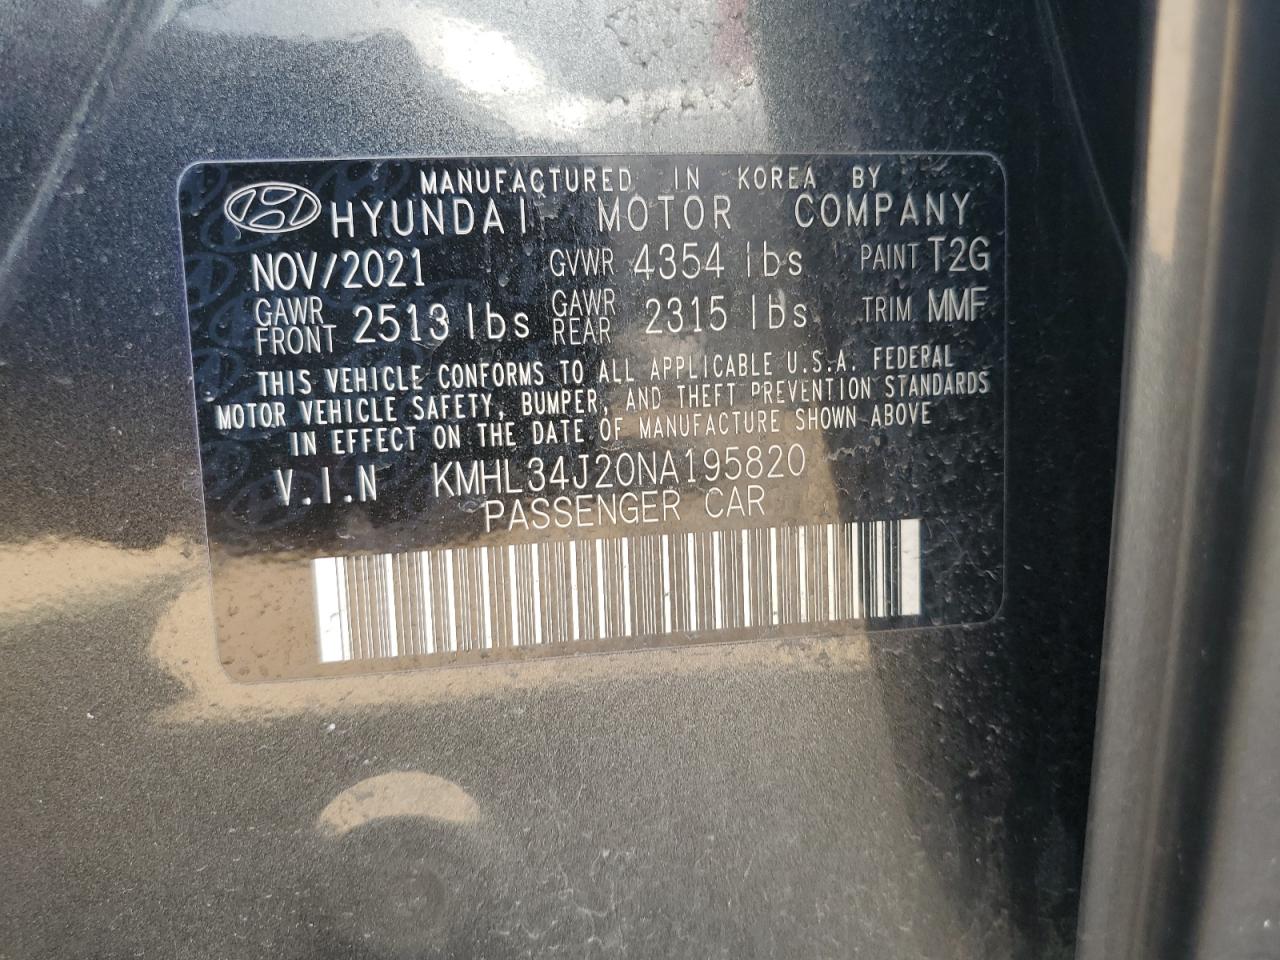 MANUFACTURED IN KOREA BY
HYUNDAI MOTOR COMPANY
NOV/2021 GVWR 4354 lbs PAINT T2G
GAWR FRONT 2513 lbs GAWR REAR 2315 lbs TRIM MMF
THIS VEHICLE CONFORMS TO ALL APPLICABLE U.S.A. FEDERAL
MOTOR VEHICLE SAFETY, BUMPER, AND THEFT PREVENTION STANDARDS
IN EFFECT ON THE DATE OF MANUFACTURE SHOWN ABOVE
V.I.N KMHL34J20NA195820
PASSENGER CAR